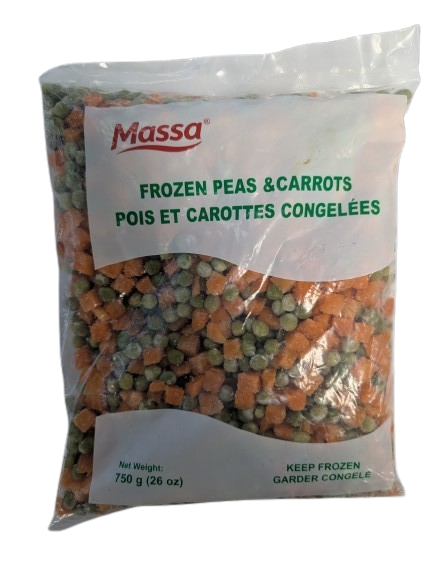 Massa®
FROZEN PEAS &CARROTS
POIS ET CAROTTES CONGELÉES
Net Weight:
750 g (26 oz)
KEEP FROZEN
GARDER CONGELÉ